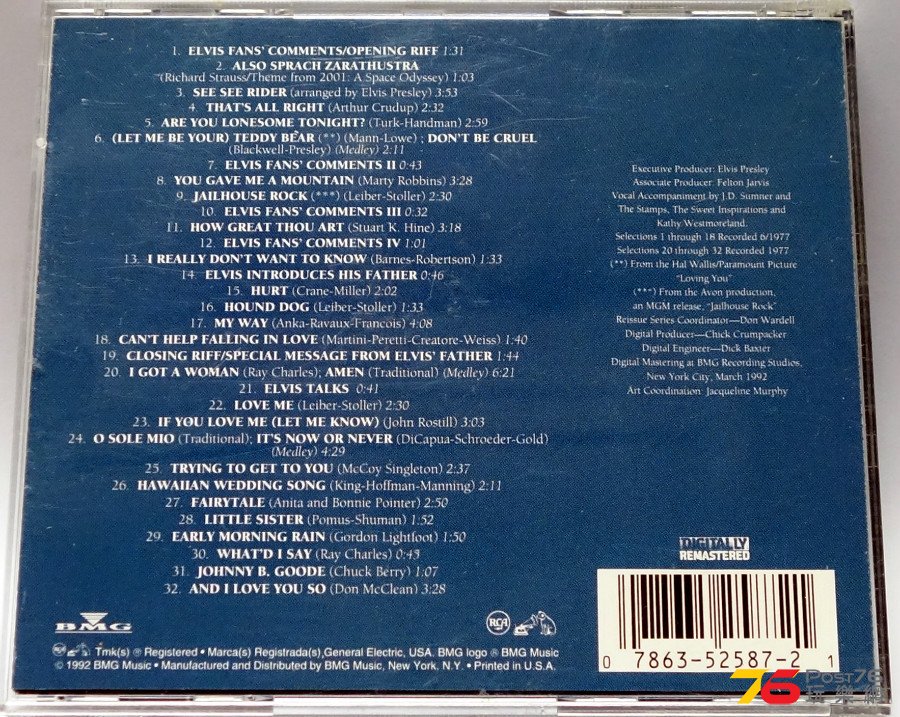 1. ELVIS FANS' COMMENTS/OPENING RIFF 1:31
2. ALSO SPRACH ZARATHUSTRA
(Richard Strauss/Theme from 2001: A Space Odyssey) 1:03
3. SEE SEE RIDER (arranged by Elvis Presley) 3:53
4. THAT'S ALL RIGHT (Arthur Crudup) 2:32
5. ARE YOU LONESOME TONIGHT? (Turk-Handman) 2:59
6. (LET ME BE YOUR) TEDDY BEAR (**) (Mann-Lowe) ; DON'T BE CRUEL
(Blackwell-Presley) (Medley) 2:11
7. ELVIS FANS' COMMENTS II 0:43
8. YOU GAVE ME A MOUNTAIN (Marty Robbins) 3:28
9. JAILHOUSE ROCK (***) (Leiber-Stoller) 2:30
10. ELVIS FANS' COMMENTS III 0:32
11. HOW GREAT THOU ART (Stuart K. Hine) 3:18
12. ELVIS FANS' COMMENTS IV 1:01
13. I REALLY DON'T WANT TO KNOW (Barnes-Robertson) 1:33
14. ELVIS INTRODUCES HIS FATHER 0:46
15. HURT (Crane-Miller) 2:02
16. HOUND DOG (Leiber-Stoller) 1:33
17. MY WAY (Anka-Ravaux-Francois) 4:08
18. CAN'T HELP FALLING IN LOVE (Martini-Peretti-Creatore-Weiss) 1:40
19. CLOSING RIFF/SPECIAL MESSAGE FROM ELVIS' FATHER 1:44
20. I GOT A WOMAN (Ray Charles); AMEN (Traditional) (Medley) 6:21
21. ELVIS TALKS 0:41
22. LOVE ME (Leiber-Stoller) 2:30
23. IF YOU LOVE ME (LET ME KNOW) (John Rostill) 3:03
24. O SOLE MIO (Traditional); IT'S NOW OR NEVER (DiCapua-Schroeder-Gold)
(Medley) 4:29
25. TRYING TO GET TO YOU (McCoy Singleton) 2:37
26. HAWAIIAN WEDDING SONG (King-Hoffman-Manning) 2:11
27. FAIRYTALE (Anita and Bonnie Pointer) 2:50
28. LITTLE SISTER (Pomus-Shuman) 1:52
29. EARLY MORNING RAIN (Gordon Lightfoot) 1:50
30. WHAT'D I SAY (Ray Charles) 0:43
31. JOHNNY B. GOODE (Chuck Berry) 1:07
32. AND I LOVE YOU SO (Don McClean) 3:28
Executive Producer: Elvis Presley
Associate Producer: Felton Jarvis
Vocal Accompaniment by J.D. Sumner and
The Stamps, The Sweet Inspirations and
Kathy Westmoreland.
Selections 1 through 18 Recorded 6/1977
Selections 20 through 32 Recorded 1977
(**) From the Hal Wallis/Paramount Picture
"Loving You"
(***) From the Avon production,
an MGM release, "Jailhouse Rock"
Reissue Series Coordinator—Don Wardell
Digital Producer—Chick Crumpacker
Digital Engineer—Dick Baxter
Digital Mastering at BMG Recording Studios,
New York City, March 1992
Art Coordination: Jacqueline Murphy
DIGITALLY
REMASTERED
BMG
RCA
Tmk(s) ® Registered • Marca(s) Registrada(s),General Electric, USA. BMG logo ® BMG Music
© 1992 BMG Music • Manufactured and Distributed by BMG Music, New York, N.Y. • Printed in U.S.A.
0 7863-52587-2 1
76 POST76
玩樂網